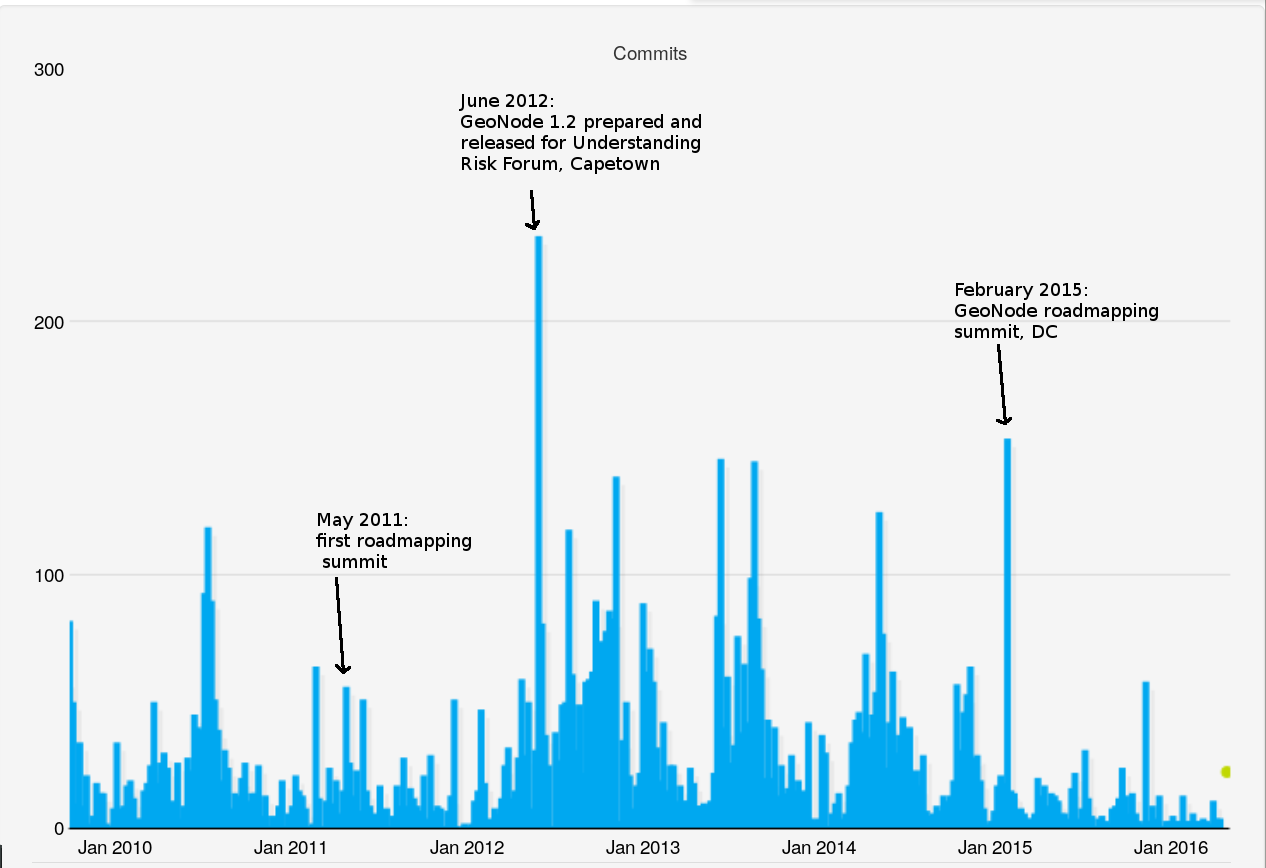 Commits
300
June 2012:
GeoNode 1.2 prepared and
released for Understanding
Risk Forum, Capetown
February 2015:
GeoNode roadmapping
summit, DC
200
May 2011:
first roadmapping
summit
100
0
Jan 2010 Jan 2011 Jan 2012 Jan 2013 Jan 2014 Jan 2015 Jan 2016